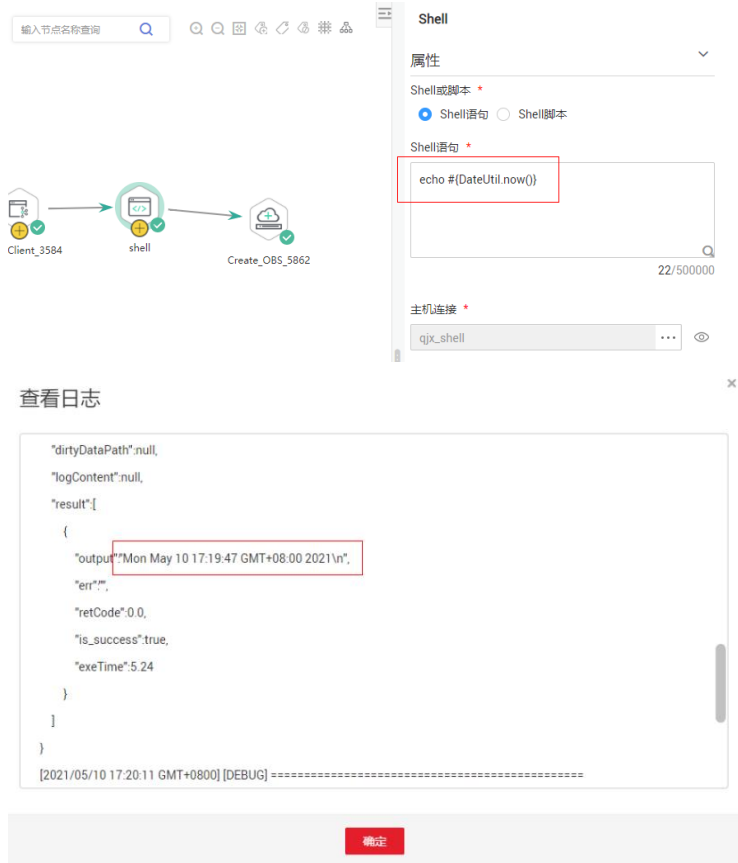 输入节点名称查询
Client_3584
shell
Create_OBS_5862
Shell
属性
Shell或脚本 *
Shell语句
Shell脚本
Shell语句 *
echo #{DateUtil.now()}
22/500000
主机连接 *
qjx_shell
查看日志
"dirtyDataPath":null,
"logContent":null,
"result":[
{
"output":"Mon May 10 17:19:47 GMT+08:00 2021\n",
"err":"",
"retCode":0.0,
"is_success":true,
"exeTime":5.24
}
]
}
[2021/05/10 17:20:11 GMT+0800] [DEBUG] ===============================================
确定